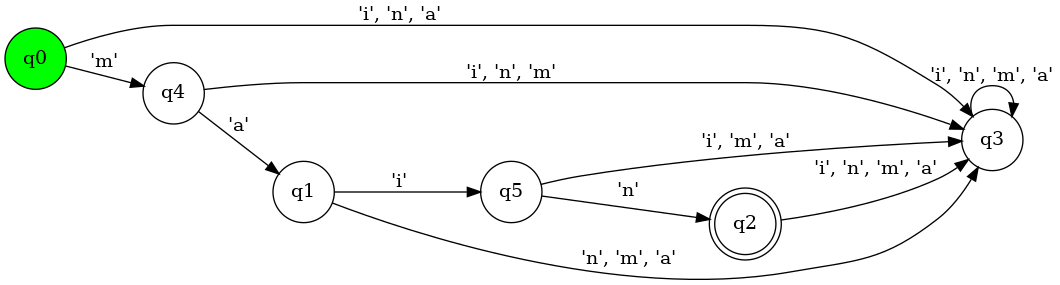 'i', 'n', 'a'
q0
'm'
q4
'i', 'n', 'm'
'i', 'n', 'm', 'a'
'a'
q3
'i', 'm', 'a'
q1
'i'
q5
'n'
'i', 'n', 'm', 'a'
q2
'n', 'm', 'a'